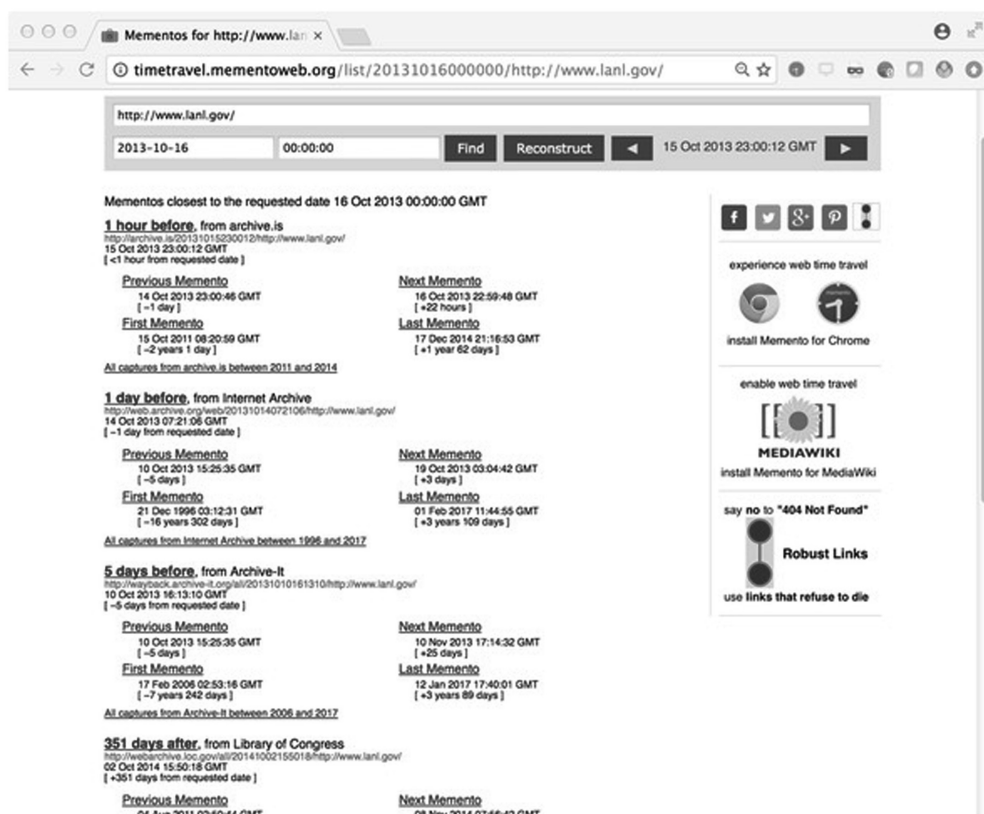 Mementos for http://www.lan
timetravel.mementoweb.org/list/20131016000000/http://www.lanl.gov/
http://www.lanl.gov/
2013-10-16 00:00:00 Find Reconstruct 15 Oct 2013 23:00:12 GMT
Mementos closest to the requested date 16 Oct 2013 00:00:00 GMT
1 hour before, from archive.is
http://archive.is/20131015230012/http://www.lanl.gov/
15 Oct 2013 23:00:12 GMT
[ <1 hour from requested date ]
Previous Memento Next Memento
14 Oct 2013 23:00:46 GMT 16 Oct 2013 22:59:48 GMT
[ −1 day ] [ +22 hours ]
First Memento Last Memento
15 Oct 2011 08:20:59 GMT 17 Dec 2014 21:16:53 GMT
[ −2 years 1 day ] [ +1 year 62 days ]
All captures from archive.is between 2011 and 2014
1 day before, from Internet Archive
http://web.archive.org/web/20131014072106/http://www.lanl.gov/
14 Oct 2013 07:21:06 GMT
[ −1 day from requested date ]
Previous Memento Next Memento
10 Oct 2013 15:25:35 GMT 19 Oct 2013 03:04:42 GMT
[ −5 days ] [ +3 days ]
First Memento Last Memento
21 Dec 1996 03:12:31 GMT 01 Feb 2017 11:44:55 GMT
[ −16 years 302 days ] [ +3 years 109 days ]
All captures from Internet Archive between 1996 and 2017
5 days before, from Archive-It
http://wayback.archive-it.org/all/20131010161310/http://www.lanl.gov/
10 Oct 2013 16:13:10 GMT
[ −5 days from requested date ]
Previous Memento Next Memento
10 Oct 2013 15:25:35 GMT 10 Nov 2013 17:14:32 GMT
[ −5 days ] [ +25 days ]
First Memento Last Memento
17 Feb 2006 02:53:16 GMT 12 Jan 2017 17:40:01 GMT
[ −7 years 242 days ] [ +3 years 89 days ]
All captures from Archive-It between 2006 and 2017
351 days after, from Library of Congress
http://webarchive.loc.gov/all/20141002155018/http://www.lanl.gov/
02 Oct 2014 15:50:18 GMT
[ +351 days from requested date ]
Previous Memento Next Memento
experience web time travel
install Memento for Chrome
enable web time travel
[[ ]]
MEDIAWIKI
install Memento for MediaWiki
say no to "404 Not Found"
Robust Links
use links that refuse to die